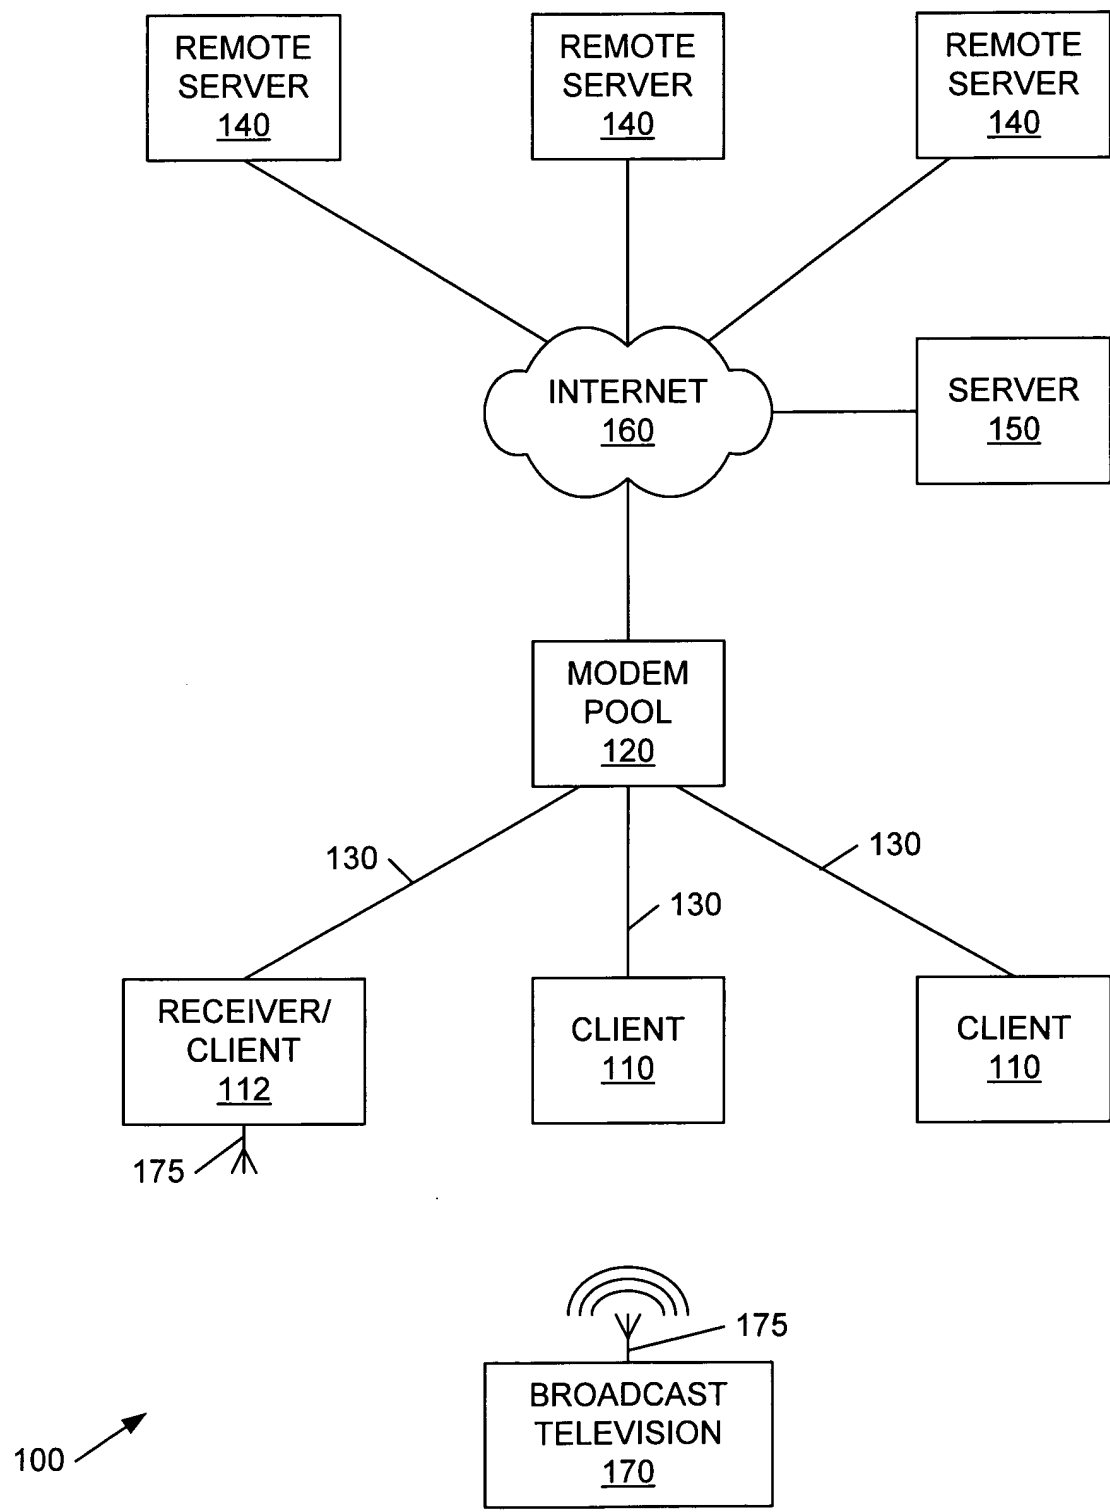 REMOTE
SERVER
140
REMOTE
SERVER
140
REMOTE
SERVER
140
INTERNET
160
SERVER
150
MODEM
POOL
120
130
130
130
RECEIVER/
CLIENT
112
CLIENT
110
CLIENT
110
175
175
BROADCAST
TELEVISION
170
100